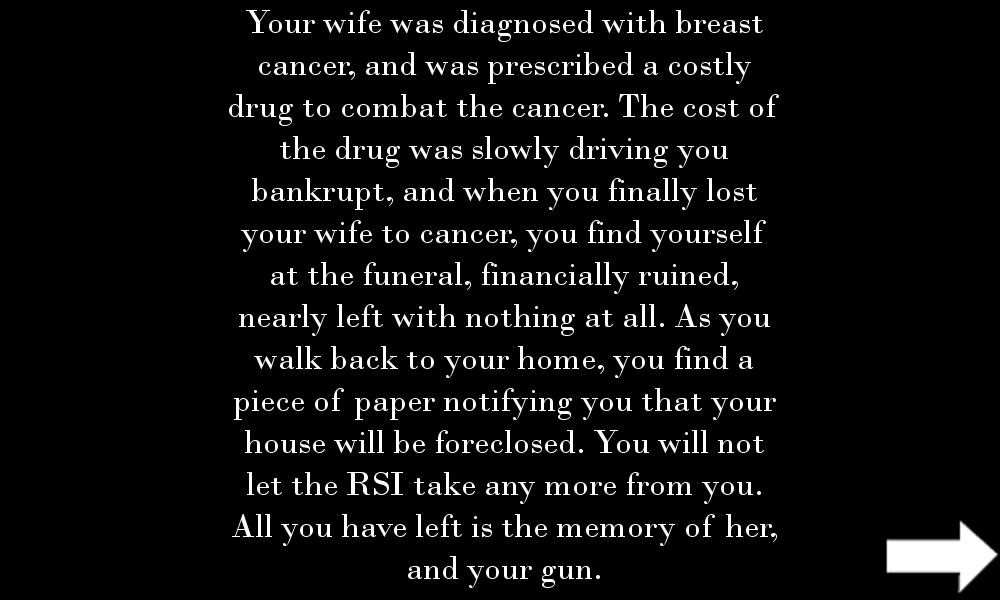 Your wife was diagnosed with breast
cancer, and was prescribed a costly
drug to combat the cancer. The cost of
the drug was slowly driving you
bankrupt, and when you finally lost
your wife to cancer, you find yourself
at the funeral, financially ruined,
nearly left with nothing at all. As you
walk back to your home, you find a
piece of paper notifying you that your
house will be foreclosed. You will not
let the RSI take any more from you.
All you have left is the memory of her,
and your gun.